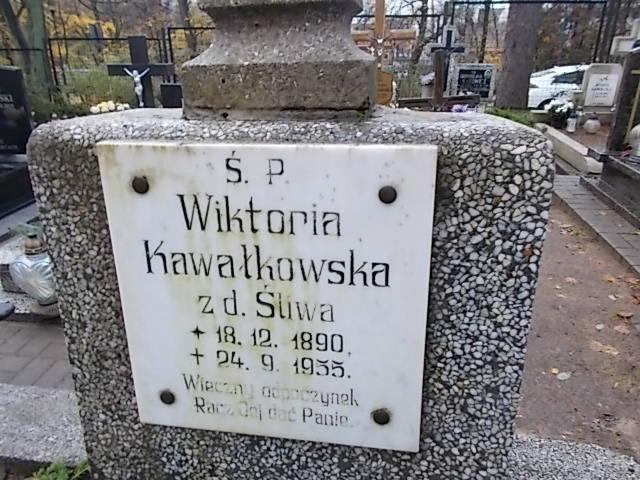 Ś. P.
Wiktoria
Kawałkowska
z d. Śliwa
✦ 18. 12. 1890.
+ 24. 9. 1955.
Wieczny odpoczynek
Racz Jej dać Panie.